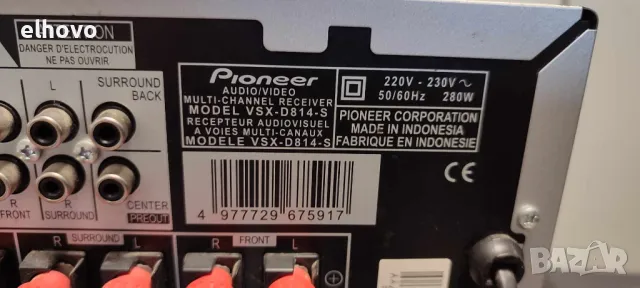 elhovo
DANGER D'ELECTROCUTION
NE PAS OUVRIR
Pioneer
AUDIO/VIDEO
MULTI-CHANNEL RECEIVER
MODEL VSX-D814-S
RECEPTEUR AUDIOVISUEL
A VOIES MULTI-CANAUX
MODELE VSX-D814-S
220V - 230V ~
50/60Hz 280W
PIONEER CORPORATION
MADE IN INDONESIA
FABRIQUE EN INDONESIE
CE
L
SURROUND
BACK
R
FRONT
R
SURROUND
CENTER
PREOUT
4 977729 675917
R SURROUND L
R FRONT L
BAZAR
bg